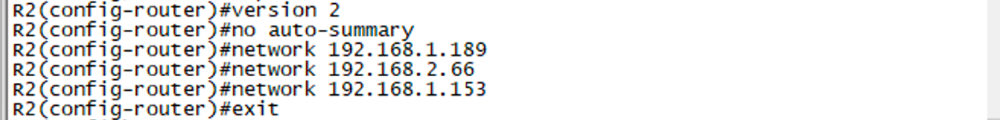 R2(config-router)#version 2
R2(config-router)#no auto-summary
R2(config-router)#network 192.168.1.189
R2(config-router)#network 192.168.2.66
R2(config-router)#network 192.168.1.153
R2(config-router)#exit